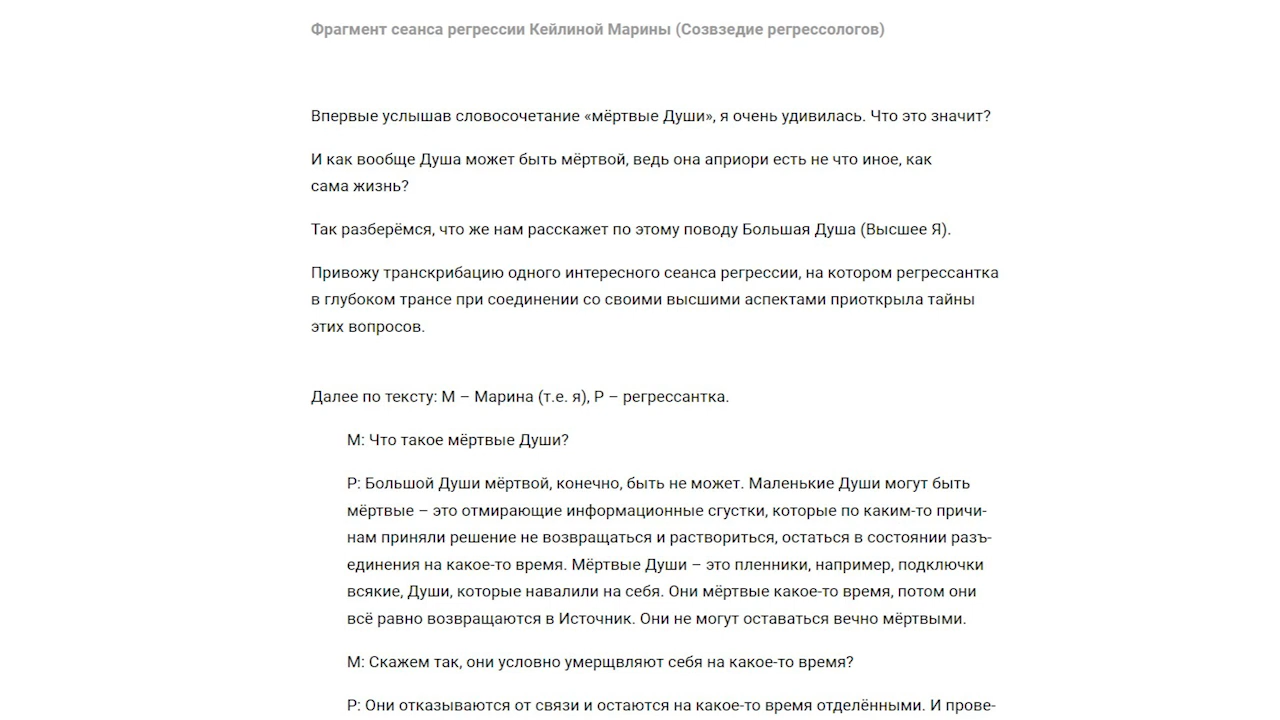 Фрагмент сеанса регрессии Кейлиной Марины (Созвзедие регрессологов)
Впервые услышав словосочетание «мёртвые Души», я очень удивилась. Что это значит?
И как вообще Душа может быть мёртвой, ведь она априори есть не что иное, как
сама жизнь?
Так разберёмся, что же нам расскажет по этому поводу Большая Душа (Высшее Я).
Привожу транскрибацию одного интересного сеанса регрессии, на котором регрессантка
в глубоком трансе при соединении со своими высшими аспектами приоткрыла тайны
этих вопросов.
Далее по тексту: М – Марина (т.е. я), Р – регрессантка.
М: Что такое мёртвые Души?
Р: Большой Души мёртвой, конечно, быть не может. Маленькие Души могут быть
мёртвые – это отмирающие информационные сгустки, которые по каким-то причи-
нам приняли решение не возвращаться и раствориться, остаться в состоянии разъ-
единения на какое-то время. Мёртвые Души – это пленники, например, подключки
всякие, Души, которые навалили на себя. Они мёртвые какое-то время, потом они
всё равно возвращаются в Источник. Они не могут оставаться вечно мёртвыми.
М: Скажем так, они условно умерщвляют себя на какое-то время?
Р: Они отказываются от связи и остаются на какое-то время отделёнными. И прове-